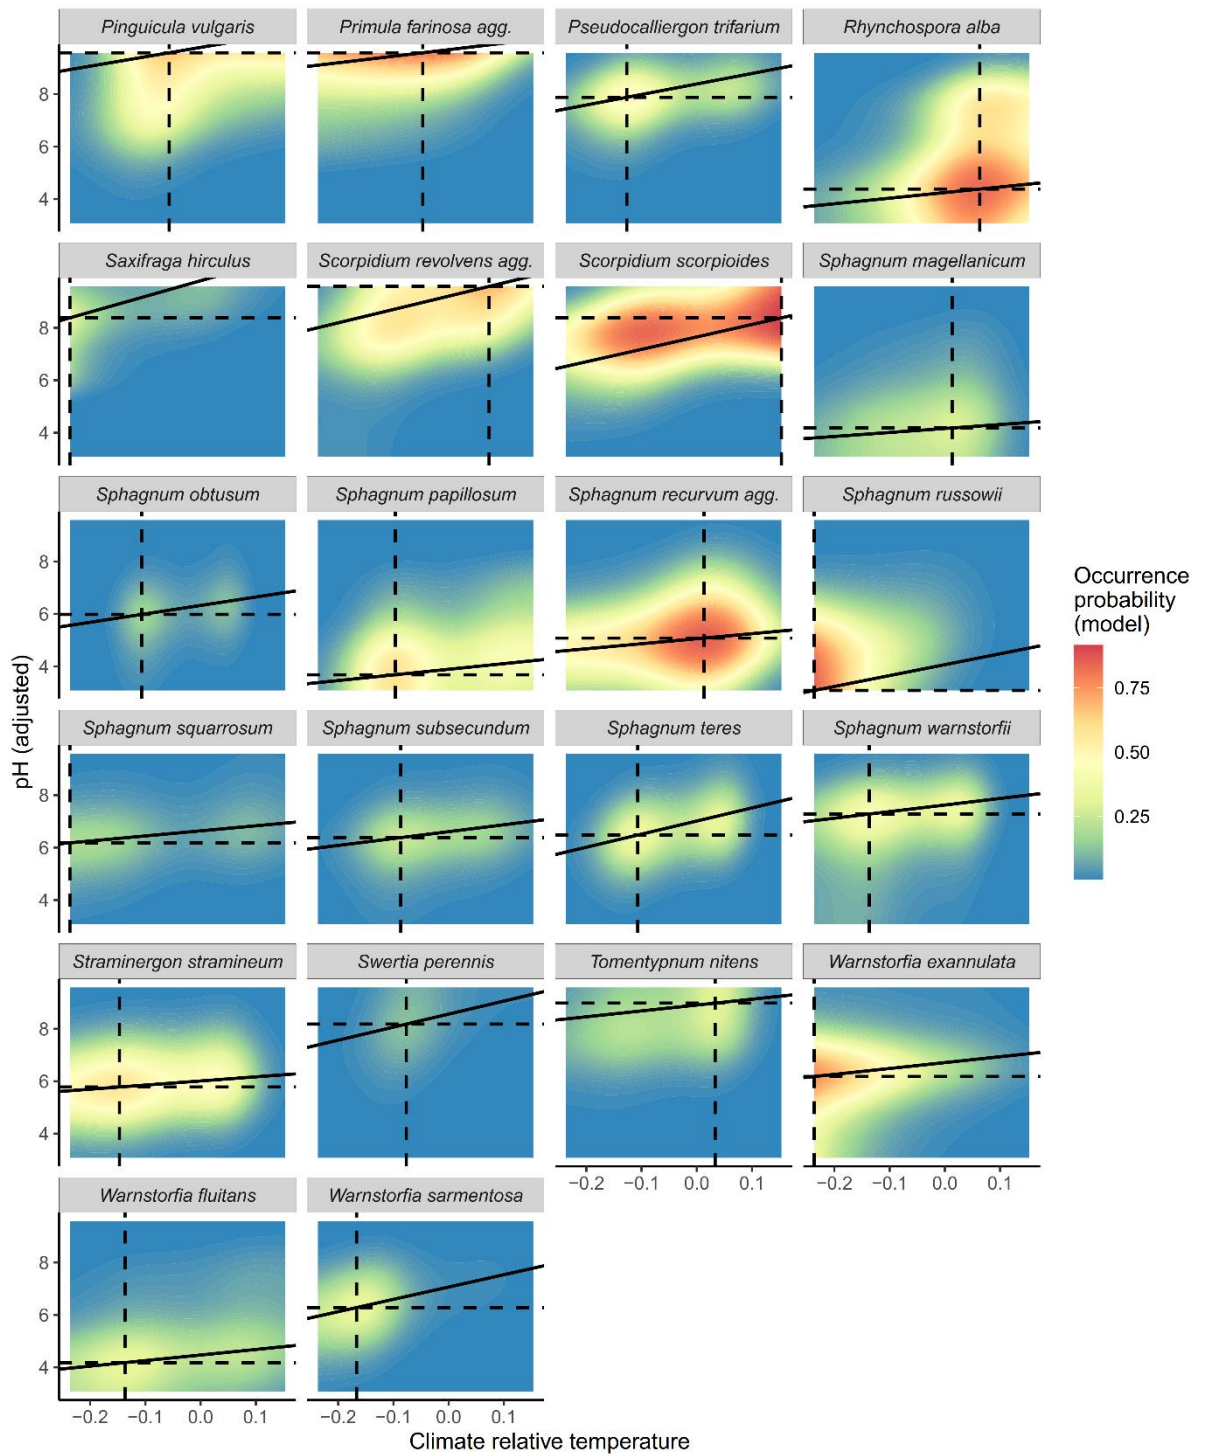 Pinguicula vulgaris
Primula farinosa agg.
Pseudocalliergon trifarium
Rhynchospora alba
8
6
4
Saxifraga hirculus
Scorpidium revolvens agg.
Scorpidium scorpioides
Sphagnum magellanicum
8
6
4
Sphagnum obtusum
Sphagnum papillosum
Sphagnum recurvum agg.
Sphagnum russowii
8
6
4
Sphagnum squarrosum
Sphagnum subsecundum
Sphagnum teres
Sphagnum warnstorfii
8
6
4
Straminergon stramineum
Swertia perennis
Tomentypnum nitens
Warnstorfia exannulata
8
6
4
−0.2 −0.1 0.0 0.1
−0.2 −0.1 0.0 0.1
Warnstorfia fluitans
Warnstorfia sarmentosa
8
6
4
−0.2 −0.1 0.0 0.1
−0.2 −0.1 0.0 0.1
Climate relative temperature
pH (adjusted)
Occurrence
probability
(model)
0.75
0.50
0.25